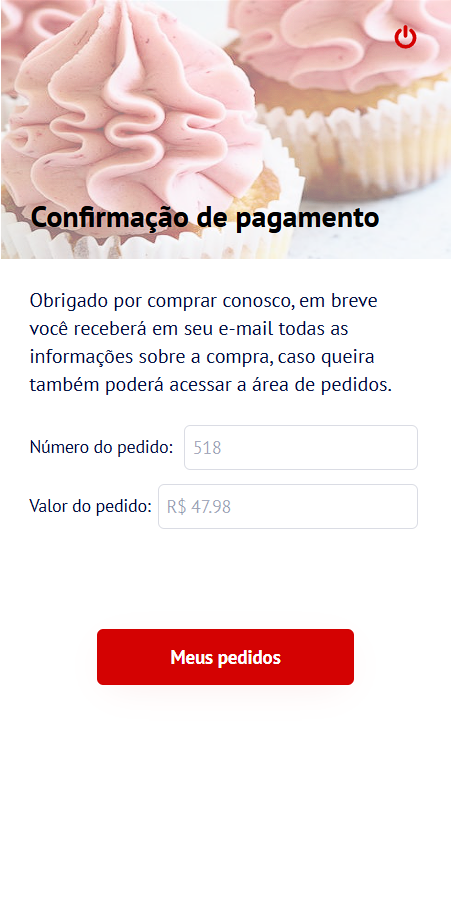 Confirmação de pagamento
Obrigado por comprar conosco, em breve
você receberá em seu e-mail todas as
informações sobre a compra, caso queira
também poderá acessar a área de pedidos.
Número do pedido: 518
Valor do pedido: R$ 47.98
Meus pedidos